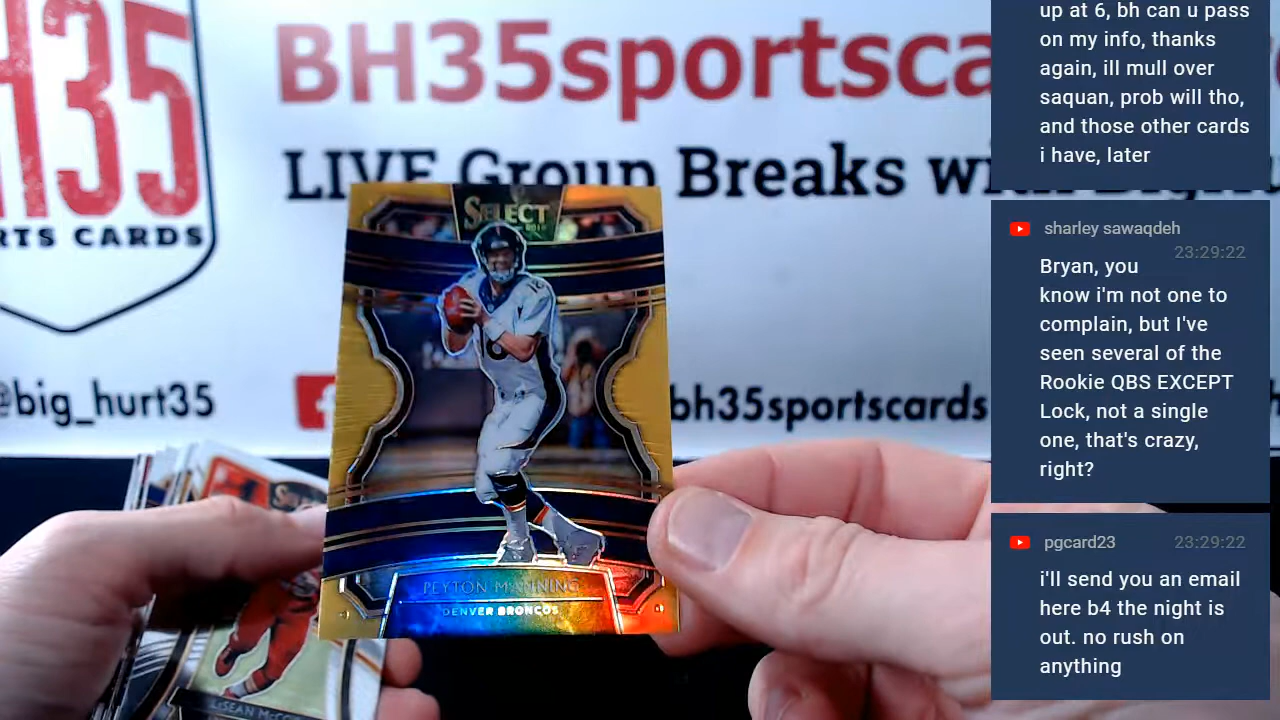 H35
RTS CARDS
BH35sportsca
LIVE Group Breaks with
@big_hurt35
bh35sportscards
SELECT
18
PEYTON MANNING
DENVER BRONCOS
LESEAN McCO
up at 6, bh can u pass
on my info, thanks
again, ill mull over
saquan, prob will tho,
and those other cards
i have, later
sharley sawaqdeh
23:29:22
Bryan, you
know i'm not one to
complain, but I've
seen several of the
Rookie QBS EXCEPT
Lock, not a single
one, that's crazy,
right?
pgcard23 23:29:22
i'll send you an email
here b4 the night is
out. no rush on
anything